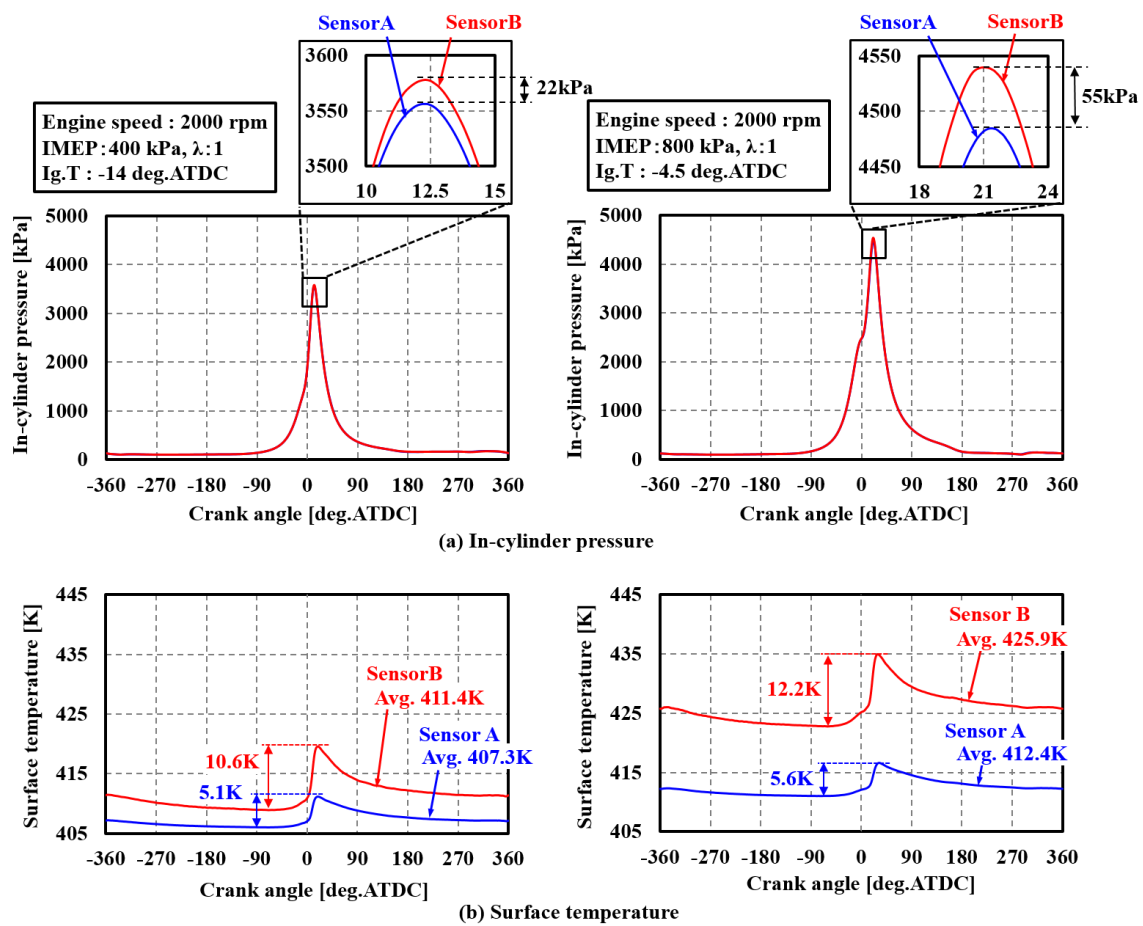 SensorA
SensorB
3600
3550
3500
10
12.5
15
22kPa
Engine speed : 2000 rpm
IMEP:400 kPa, λ:1
Ig.T : -14 deg.ATDC
In-cylinder pressure [kPa]
5000
4000
3000
2000
1000
0
-360 -270 -180 -90 0 90 180 270 360
Crank angle [deg.ATDC]
SensorA
SensorB
4550
4500
4450
18
21
24
55kPa
Engine speed : 2000 rpm
IMEP:800 kPa, λ:1
Ig.T : -4.5 deg.ATDC
In-cylinder pressure [kPa]
5000
4000
3000
2000
1000
0
-360 -270 -180 -90 0 90 180 270 360
Crank angle [deg.ATDC]
(a) In-cylinder pressure
Surface temperature [K]
445
435
425
415
405
SensorB
Avg. 411.4K
10.6K
Sensor A
Avg. 407.3K
5.1K
-360 -270 -180 -90 0 90 180 270 360
Crank angle [deg.ATDC]
Surface temperature [K]
445
435
425
415
405
Sensor B
Avg. 425.9K
12.2K
Sensor A
Avg. 412.4K
5.6K
-360 -270 -180 -90 0 90 180 270 360
Crank angle [deg.ATDC]
(b) Surface temperature